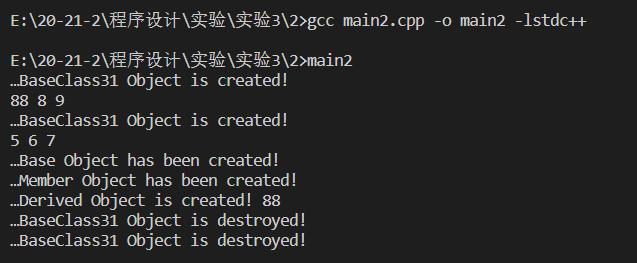 E:\20-21-2\程序设计\实验\实验3\2>gcc main2.cpp -o main2 -lstdc++
E:\20-21-2\程序设计\实验\实验3\2>main2
…BaseClass31 Object is created!
88 8 9
…BaseClass31 Object is created!
5 6 7
…Base Object has been created!
…Member Object has been created!
…Derived Object is created! 88
…BaseClass31 Object is destroyed!
…BaseClass31 Object is destroyed!